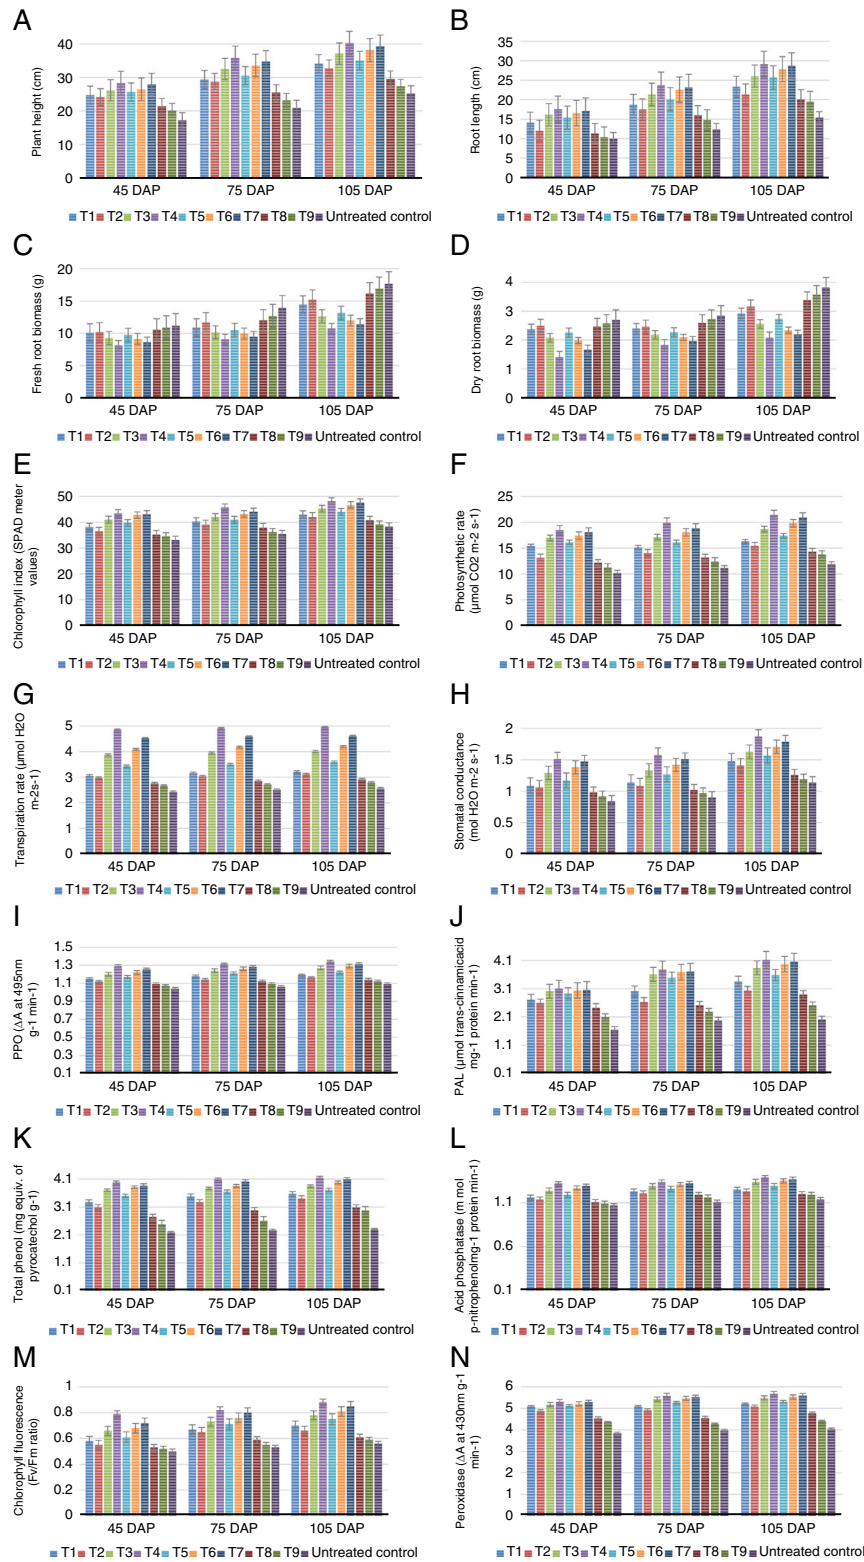 A
Plant height (cm)
40
30
20
10
0
45 DAP 75 DAP 105 DAP
T1 T2 T3 T4 T5 T6 T7 T8 T9 Untreated control
B
Root length (cm)
35
30
25
20
15
10
5
0
45 DAP 75 DAP 105 DAP
T1 T2 T3 T4 T5 T6 T7 T8 T9 Untreated control
C
Fresh root biomass (g)
20
15
10
5
0
45 DAP 75 DAP 105 DAP
T1 T2 T3 T4 T5 T6 T7 T8 T9 Untreated control
D
Dry root biomass (g)
4
3
2
1
0
45 DAP 75 DAP 105 DAP
T1 T2 T3 T4 T5 T6 T7 T8 T9 Untreated control
E
Chlorophyll index (SPAD meter
values)
50
40
30
20
10
0
45 DAP 75 DAP 105 DAP
T1 T2 T3 T4 T5 T6 T7 T8 T9 Untreated control
F
Photosynthetic rate
(µmol CO2 m-2 s-1)
25
20
15
10
5
0
45 DAP 75 DAP 105 DAP
T1 T2 T3 T4 T5 T6 T7 T8 T9 Untreated control
G
Transpiration rate (µmol H2O
m-2s-1)
5
4
3
2
1
0
45 DAP 75 DAP 105 DAP
T1 T2 T3 T4 T5 T6 T7 T8 T9 Untreated control
H
Stomatal conductance
(mol H2O m-2 s-1)
2
1.5
1
0.5
0
45 DAP 75 DAP 105 DAP
T1 T2 T3 T4 T5 T6 T7 T8 T9 Untreated control
I
PPO (ΔA at 495nm
g-1 min-1)
1.5
1.3
1.1
0.9
0.7
0.5
0.3
0.1
45 DAP 75 DAP 105 DAP
T1 T2 T3 T4 T5 T6 T7 T8 T9 Untreated control
J
PAL (µmol trans-cinnamicacid
mg-1 protein min-1)
4.1
3.1
2.1
1.1
0.1
45 DAP 75 DAP 105 DAP
T1 T2 T3 T4 T5 T6 T7 T8 T9 Untreated control
K
Total phenol (mg equiv. of
pyrocatechol g-1)
4.1
3.1
2.1
1.1
0.1
45 DAP 75 DAP 105 DAP
T1 T2 T3 T4 T5 T6 T7 T8 T9 Untreated control
L
Acid phosphatase (m mol
p-nitrophenolmg-1 protein min-1)
1.1
0.6
0.1
45 DAP 75 DAP 105 DAP
T1 T2 T3 T4 T5 T6 T7 T8 T9 Untreated control
M
Chlorophyll fluorescence
(Fv/Fm ratio)
1
0.8
0.6
0.4
0.2
0
45 DAP 75 DAP 105 DAP
T1 T2 T3 T4 T5 T6 T7 T8 T9 Untreated control
N
Peroxidase (ΔA at 430nm g-1
min-1)
6
5
4
3
2
1
0
45 DAP 75 DAP 105 DAP
T1 T2 T3 T4 T5 T6 T7 T8 T9 Untreated control